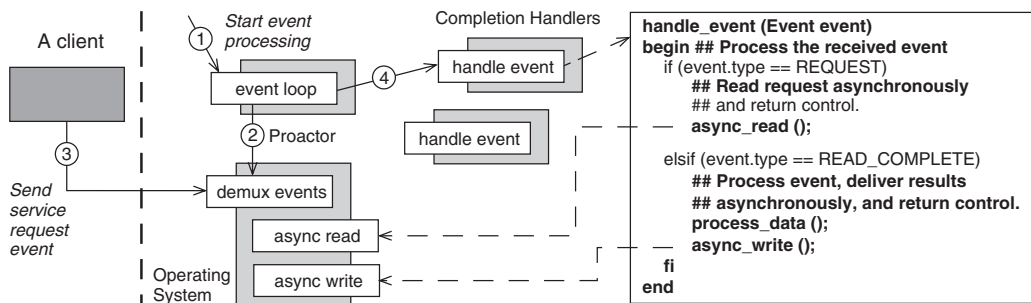 A client
3
Send
service
request
event
1
Start event
processing
event loop
2
Proactor
demux events
async read
async write
Operating
System
4
Completion Handlers
handle event
handle event
handle_event (Event event)
begin ## Process the received event
if (event.type == REQUEST)
## Read request asynchronously
## and return control.
async_read ();
elsif (event.type == READ_COMPLETE)
## Process event, deliver results
## asynchronously, and return control.
process_data ();
async_write ();
fi
end